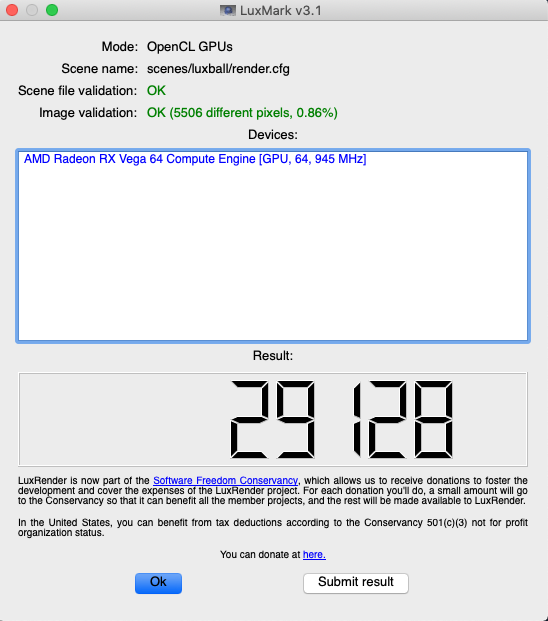 LuxMark v3.1
Mode: OpenCL GPUs
Scene name: scenes/luxball/render.cfg
Scene file validation: OK
Image validation: OK (5506 different pixels, 0.86%)
Devices:
AMD Radeon RX Vega 64 Compute Engine [GPU, 64, 945 MHz]
Result:
29128
LuxRender is now part of the Software Freedom Conservancy, which allows us to receive donations to foster the
development and cover the expenses of the LuxRender project. For each donation you'll do, a small amount will go
to the Conservancy so that it can benefit all the member projects, and the rest will be made available to LuxRender.
In the United States, you can benefit from tax deductions according to the Conservancy 501(c)(3) not for profit
organization status.
You can donate at here.
Ok Submit result